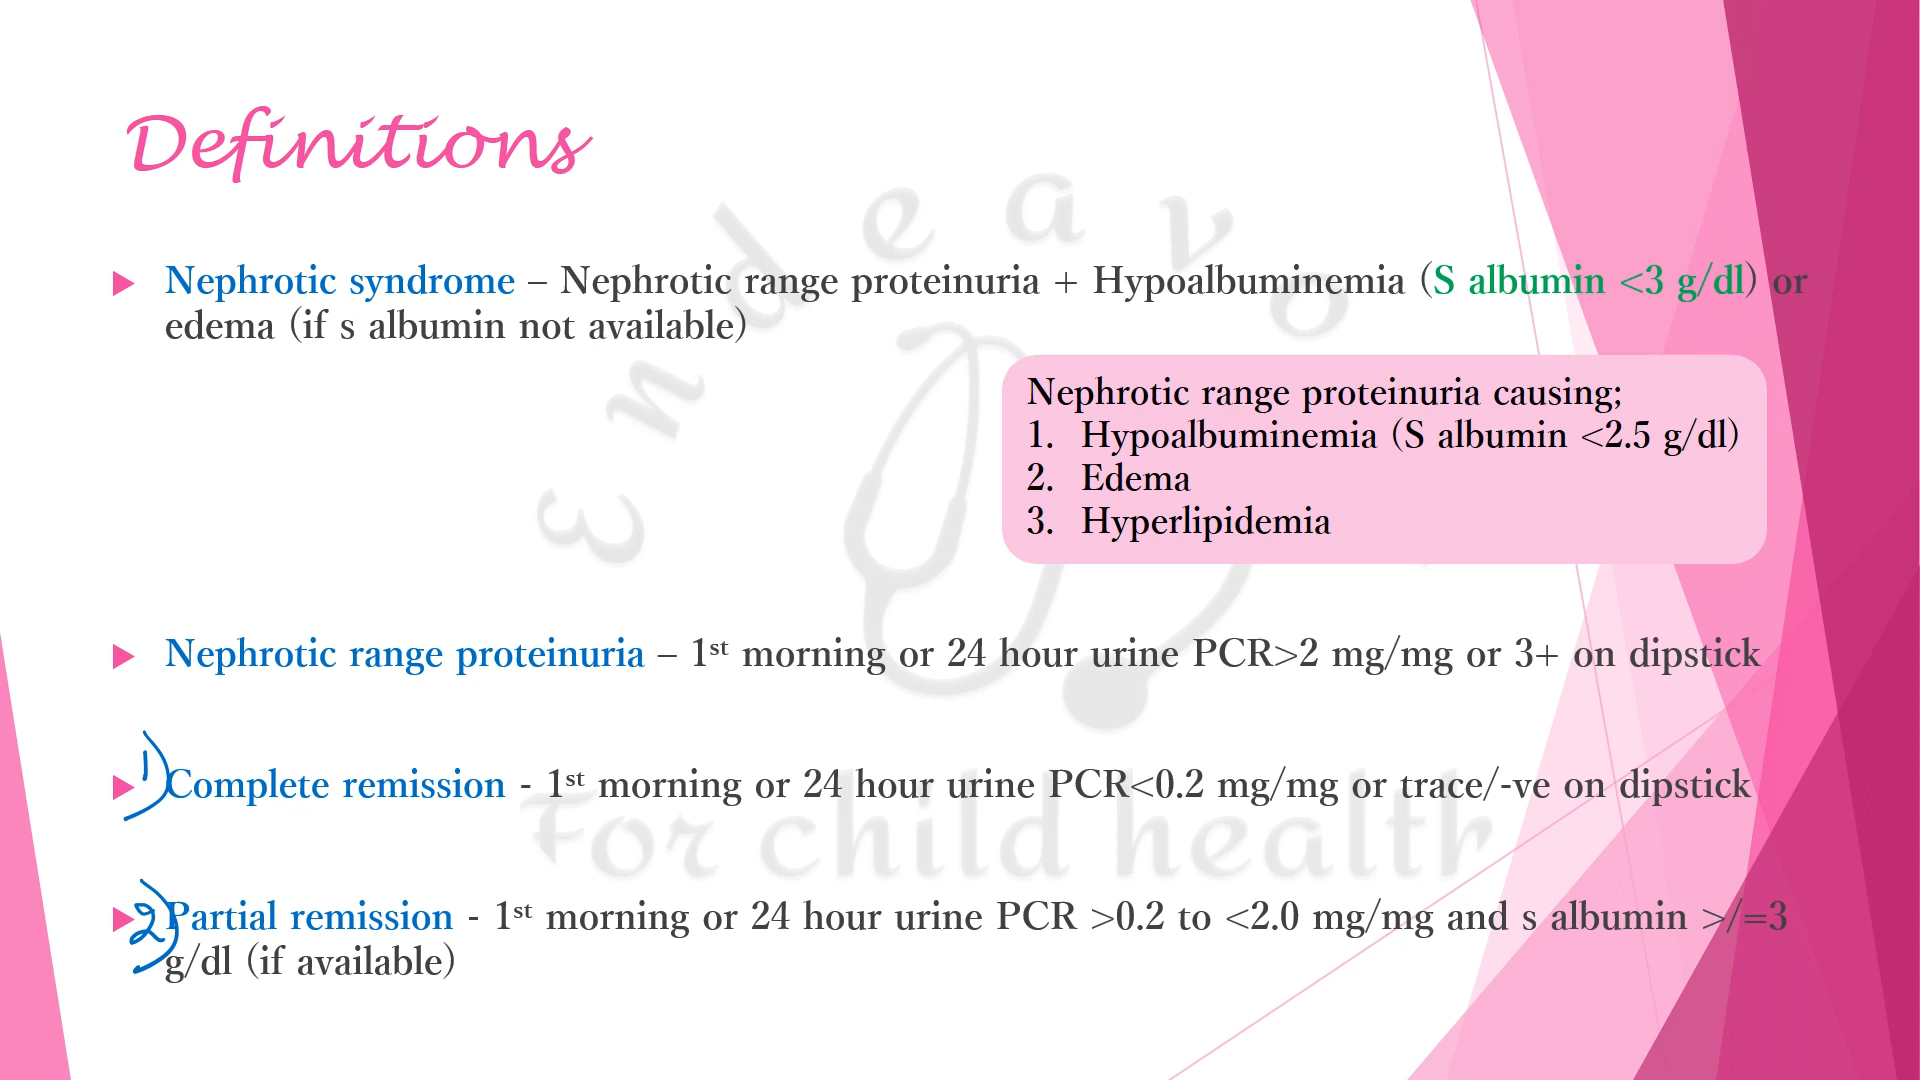 Definitions
Nephrotic syndrome – Nephrotic range proteinuria + Hypoalbuminemia (S albumin <3 g/dl) or
edema (if s albumin not available)
Nephrotic range proteinuria causing;
1. Hypoalbuminemia (S albumin <2.5 g/dl)
2. Edema
3. Hyperlipidemia
Nephrotic range proteinuria – 1st morning or 24 hour urine PCR>2 mg/mg or 3+ on dipstick
1) Complete remission - 1st morning or 24 hour urine PCR<0.2 mg/mg or trace/-ve on dipstick
2) Partial remission - 1st morning or 24 hour urine PCR >0.2 to <2.0 mg/mg and s albumin >/=3
g/dl (if available)
Endeavo
For child health